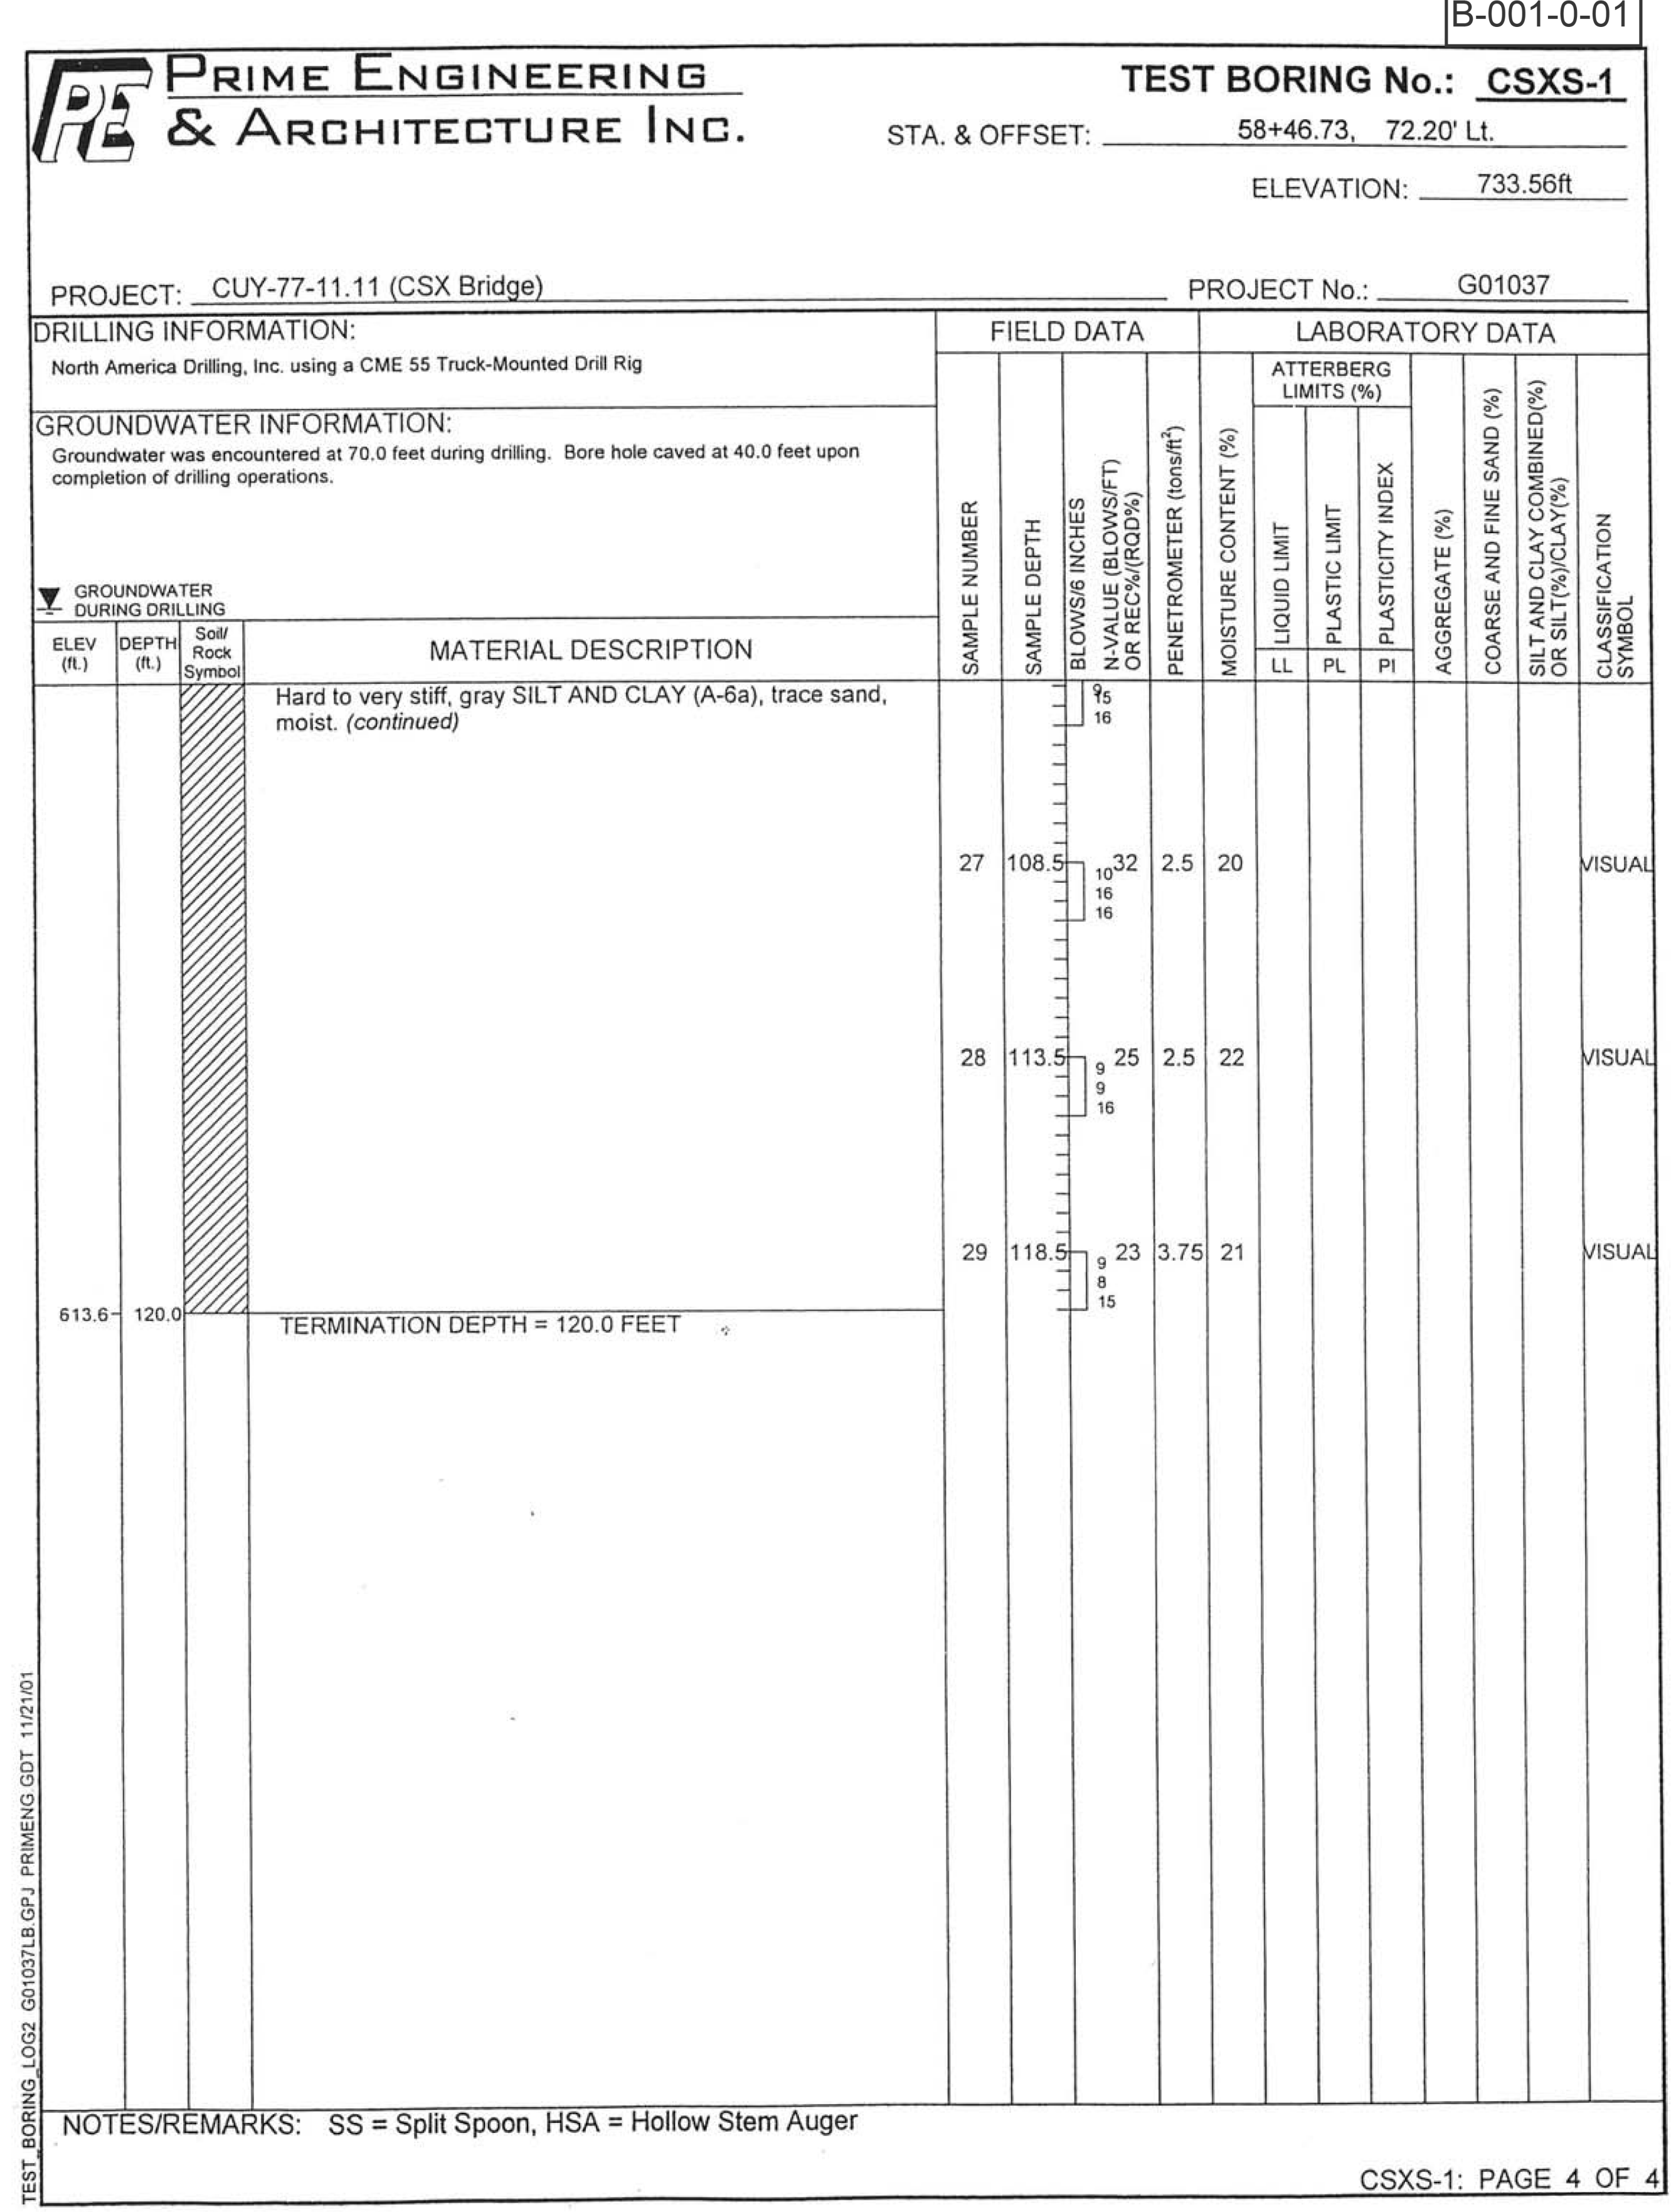 B-001-0-01
PE
PRIME ENGINEERING
& ARCHITECTURE INC.
TEST BORING No.: CSXS-1
STA. & OFFSET: 58+46.73, 72.20' Lt.
ELEVATION: 733.56ft
PROJECT: CUY-77-11.11 (CSX Bridge)
PROJECT No.: G01037
DRILLING INFORMATION:
North America Drilling, Inc. using a CME 55 Truck-Mounted Drill Rig
GROUNDWATER INFORMATION:
Groundwater was encountered at 70.0 feet during drilling. Bore hole caved at 40.0 feet upon
completion of drilling operations.
GROUNDWATER
DURING DRILLING
FIELD DATA
LABORATORY DATA
ELEV
(ft.)
DEPTH
(ft.)
Soil/
Rock
Symbol
MATERIAL DESCRIPTION
SAMPLE NUMBER
SAMPLE DEPTH
BLOWS/6 INCHES
N-VALUE (BLOWS/FT)
OR REC%/(RQD%)
PENETROMETER (tons/ft²)
MOISTURE CONTENT (%)
ATTERBERG
LIMITS (%)
LIQUID LIMIT
LL
PLASTIC LIMIT
PL
PLASTICITY INDEX
PI
AGGREGATE (%)
COARSE AND FINE SAND (%)
SILT AND CLAY COMBINED(%)
OR SILT(%)/CLAY(%)
CLASSIFICATION
SYMBOL
Hard to very stiff, gray SILT AND CLAY (A-6a), trace sand,
moist. (continued)
9
15
16
27 108.5 10 32 2.5 20 VISUAL
16
16
28 113.5 9 25 2.5 22 VISUAL
9
16
29 118.5 9 23 3.75 21 VISUAL
8
15
613.6 120.0
TERMINATION DEPTH = 120.0 FEET
TEST_BORING_LOG2 G01037LB.GPJ PRIMENG.GDT 11/21/01
NOTES/REMARKS: SS = Split Spoon, HSA = Hollow Stem Auger
CSXS-1: PAGE 4 OF 4